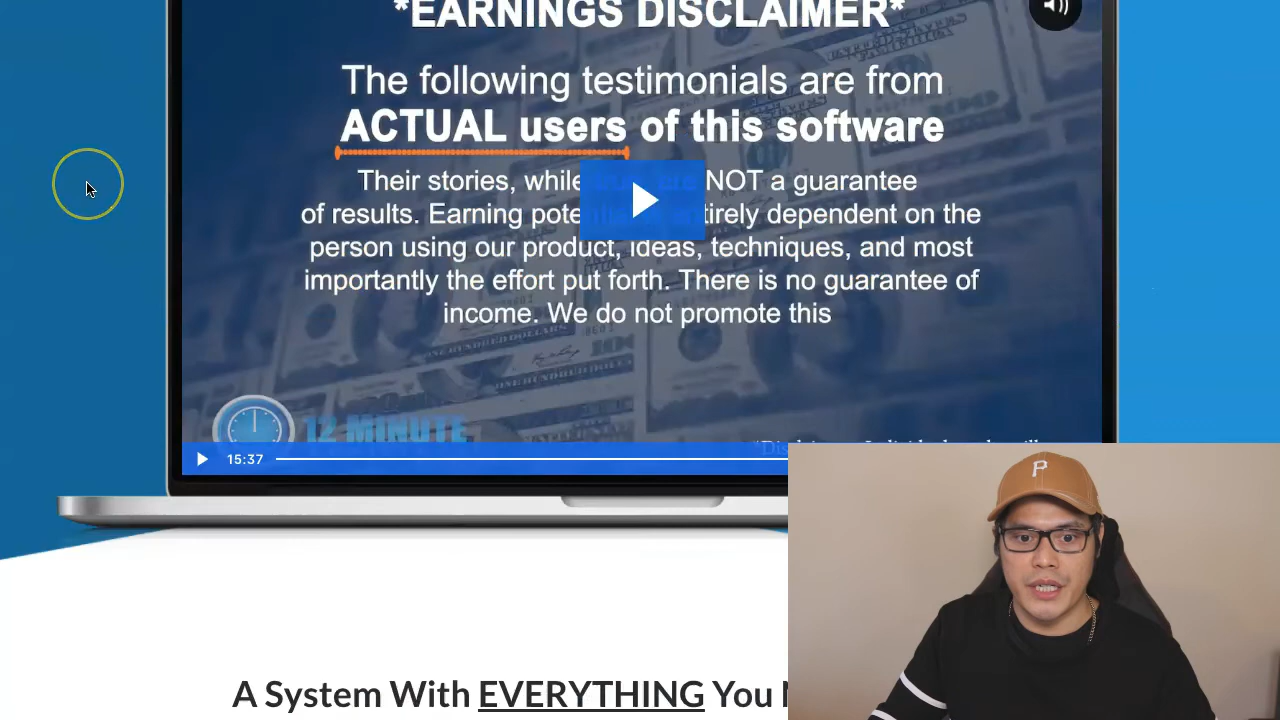 *EARNINGS DISCLAIMER*
The following testimonials are from
ACTUAL users of this software
Their stories, while NOT a guarantee
of results. Earning entirely dependent on the
person using our product, ideas, techniques, and most
importantly the effort put forth. There is no guarantee of
income. We do not promote this
12 MINUTE
15:37
P
A System With EVERYTHING You